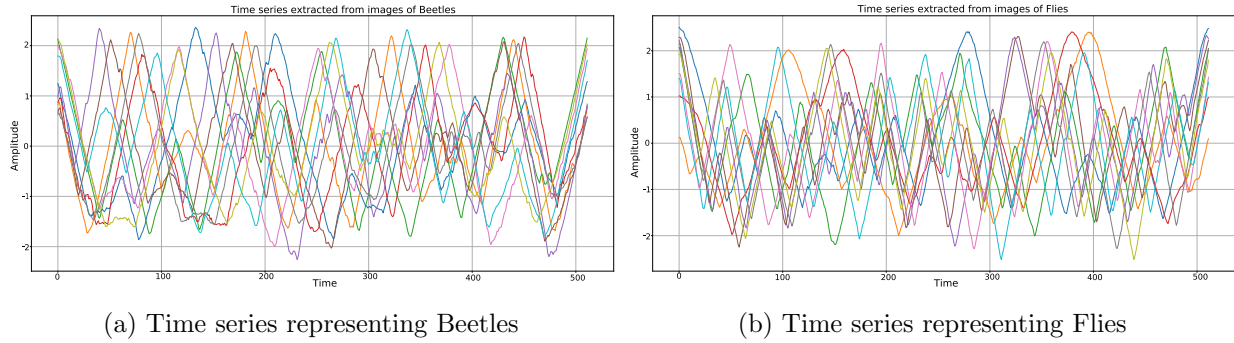 Time series extracted from images of Beetles
Amplitude
2
1
0
-1
-2
0
100
200
300
400
500
Time
(a) Time series representing Beetles
Time series extracted from images of Flies
Amplitude
2
1
0
-1
-2
0
100
200
300
400
500
Time
(b) Time series representing Flies